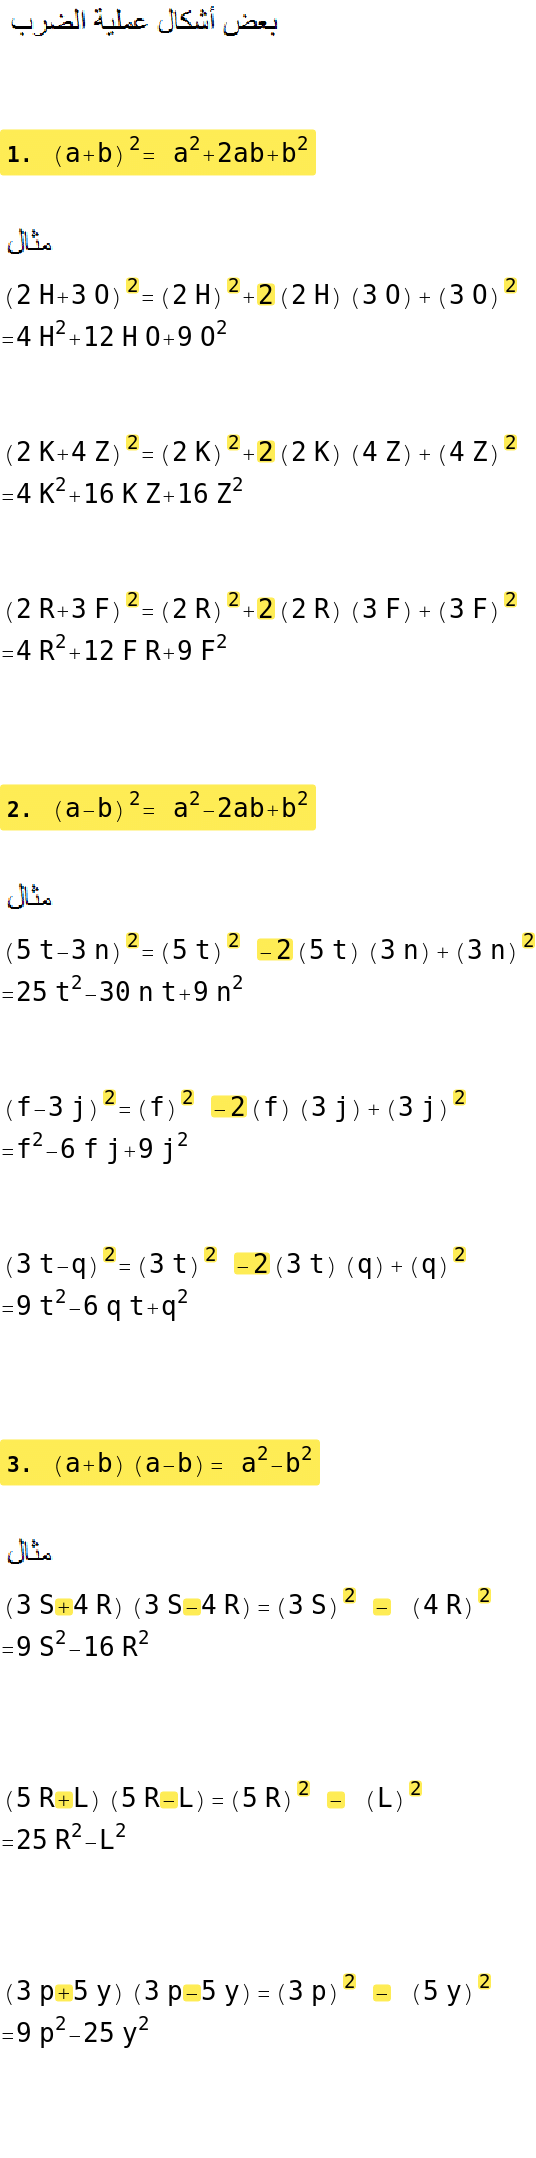 بعض أشكال عملية الضرب
1. (a+b)²= a²+2ab+b²
مثال
(2 H+3 O)²=(2 H)²+2(2 H) (3 O)+(3 O)²
=4 H²+12 H O+9 O²
(2 K+4 Z)²=(2 K)²+2(2 K) (4 Z)+(4 Z)²
=4 K²+16 K Z+16 Z²
(2 R+3 F)²=(2 R)²+2(2 R) (3 F)+(3 F)²
=4 R²+12 F R+9 F²
2. (a−b)²= a²−2ab+b²
مثال
(5 t−3 n)²=(5 t)² −2(5 t) (3 n)+(3 n)²
=25 t²−30 n t+9 n²
(f−3 j)²=(f)² −2(f) (3 j)+(3 j)²
=f²−6 f j+9 j²
(3 t−q)²=(3 t)² −2(3 t) (q)+(q)²
=9 t²−6 q t+q²
3. (a+b)(a−b)= a²−b²
مثال
(3 S+4 R) (3 S−4 R)=(3 S)² − (4 R)²
=9 S²−16 R²
(5 R+L) (5 R−L)=(5 R)² − (L)²
=25 R²−L²
(3 p+5 y) (3 p−5 y)=(3 p)² − (5 y)²
=9 p²−25 y²